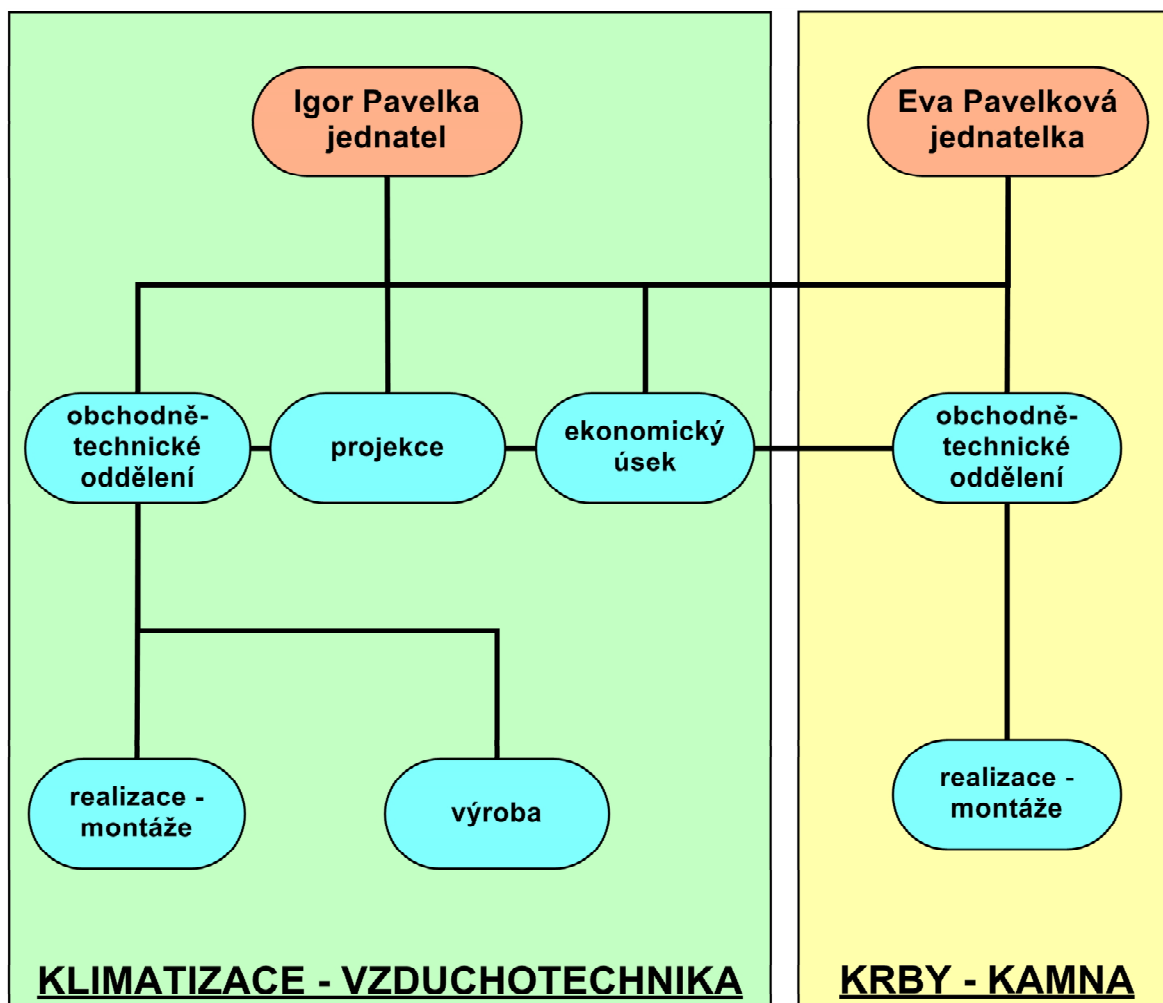 Igor Pavelka
jednatel
Eva Pavelková
jednatelka
obchodně-
technické
oddělení
projekce
ekonomický
úsek
obchodně-
technické
oddělení
realizace -
montáže
výroba
realizace -
montáže
KLIMATIZACE - VZDUCHOTECHNIKA
KRBY - KAMNA